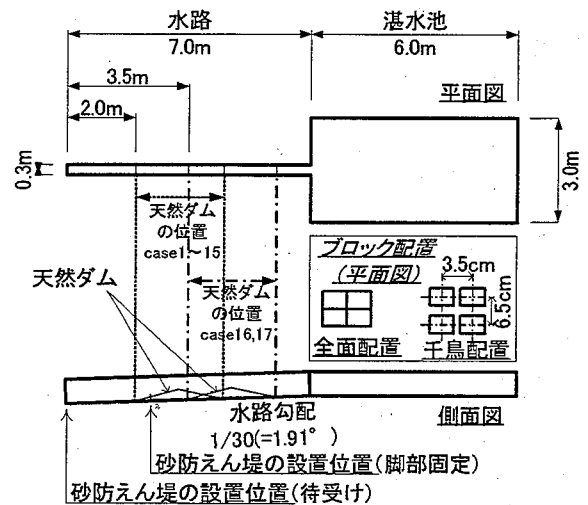 水路
7.0m
湛水池
6.0m
3.5m
2.0m
平面図
0.3m
3.0m
天然ダム
の位置
case1～15
天然ダム
天然ダム
の位置
case16,17
ブロック配置
(平面図)
3.5cm
6.5cm
全面配置
千鳥配置
水路勾配
1/30(=1.91°)
側面図
砂防えん堤の設置位置(脚部固定)
砂防えん堤の設置位置(待受け)